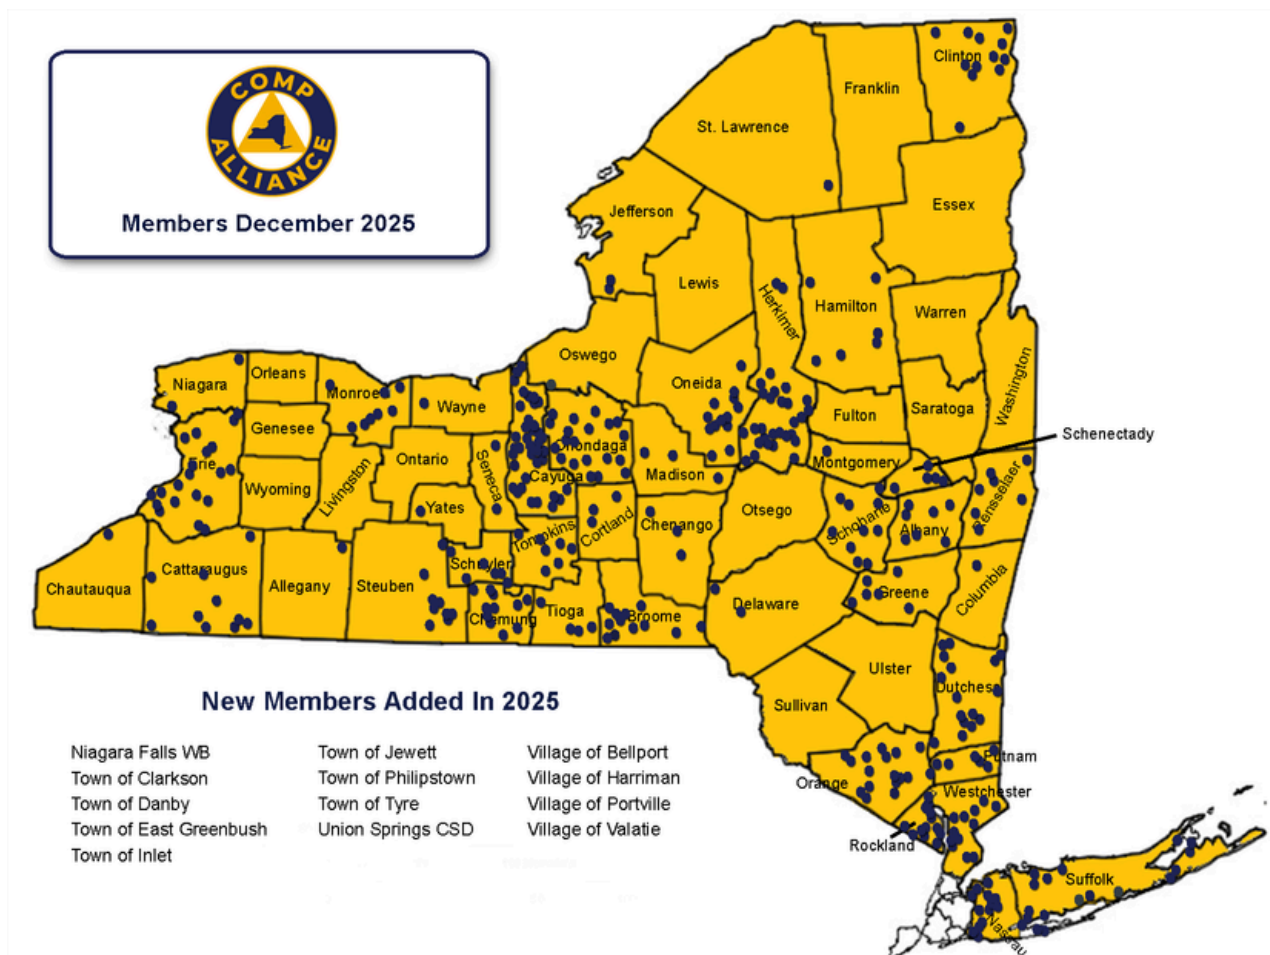 COMP
ALLIANCE
Members December 2025
Clinton
Franklin
St. Lawrence
Essex
Jefferson
Lewis
Herkimer
Hamilton
Warren
Washington
Oswego
Oneida
Niagara
Orleans
Monroe
Wayne
Fulton
Saratoga
Genesee
Onondaga
Schenectady
Erie
Ontario
Seneca
Cayuga
Madison
Montgomery
Wyoming
Livingston
Yates
Otsego
Schoharie
Albany
Rensselaer
Tompkins
Cortland
Chenango
Schuyler
Cattaraugus
Chautauqua
Allegany
Steuben
Chemung
Tioga
Broome
Delaware
Greene
Columbia
Ulster
Dutchess
Sullivan
Putnam
Orange
Westchester
Rockland
Suffolk
Nassau
New Members Added In 2025
Niagara Falls WB
Town of Clarkson
Town of Danby
Town of East Greenbush
Town of Inlet
Town of Jewett
Town of Philipstown
Town of Tyre
Union Springs CSD
Village of Bellport
Village of Harriman
Village of Portville
Village of Valatie